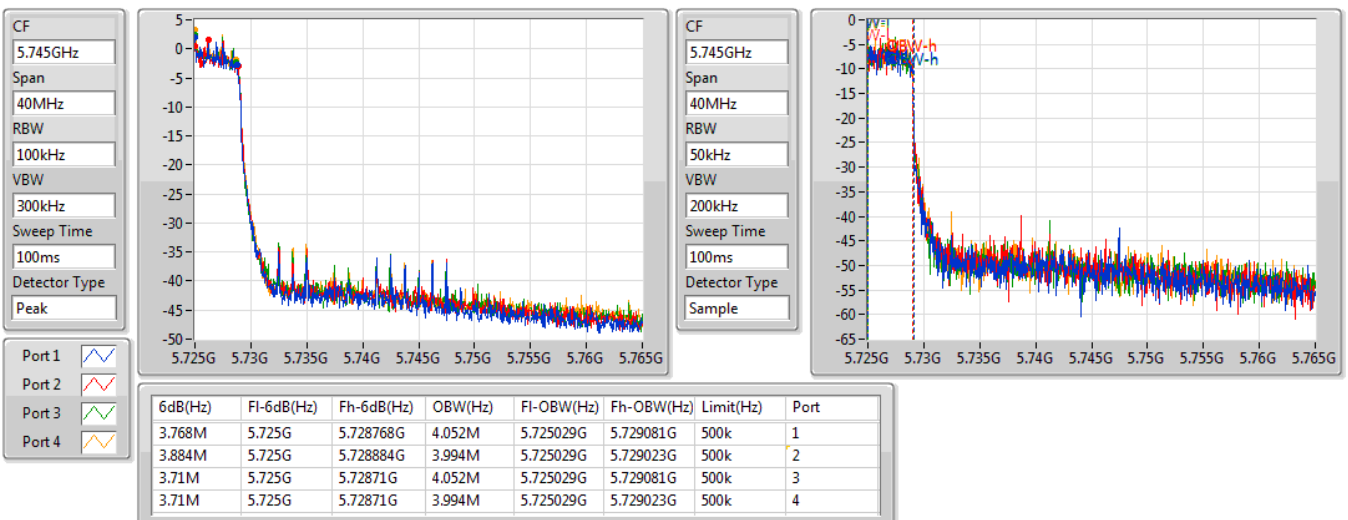 CF
5.745GHz
Span
40MHz
RBW
100kHz
VBW
300kHz
Sweep Time
100ms
Detector Type
Peak
5
0
-5
-10
-15
-20
-25
-30
-35
-40
-45
-50
5.725G 5.73G 5.735G 5.74G 5.745G 5.75G 5.755G 5.76G 5.765G
CF
5.745GHz
Span
40MHz
RBW
50kHz
VBW
200kHz
Sweep Time
100ms
Detector Type
Sample
0
-5
-10
-15
-20
-25
-30
-35
-40
-45
-50
-55
-60
-65
5.725G 5.73G 5.735G 5.74G 5.745G 5.75G 5.755G 5.76G 5.765G
Port 1
Port 2
Port 3
Port 4
6dB(Hz) Fl-6dB(Hz) Fh-6dB(Hz) OBW(Hz) Fl-OBW(Hz) Fh-OBW(Hz) Limit(Hz) Port
3.768M 5.725G 5.728768G 4.052M 5.725029G 5.729081G 500k 1
3.884M 5.725G 5.728884G 3.994M 5.725029G 5.729023G 500k 2
3.71M 5.725G 5.72871G 4.052M 5.725029G 5.729081G 500k 3
3.71M 5.725G 5.72871G 3.994M 5.725029G 5.729023G 500k 4